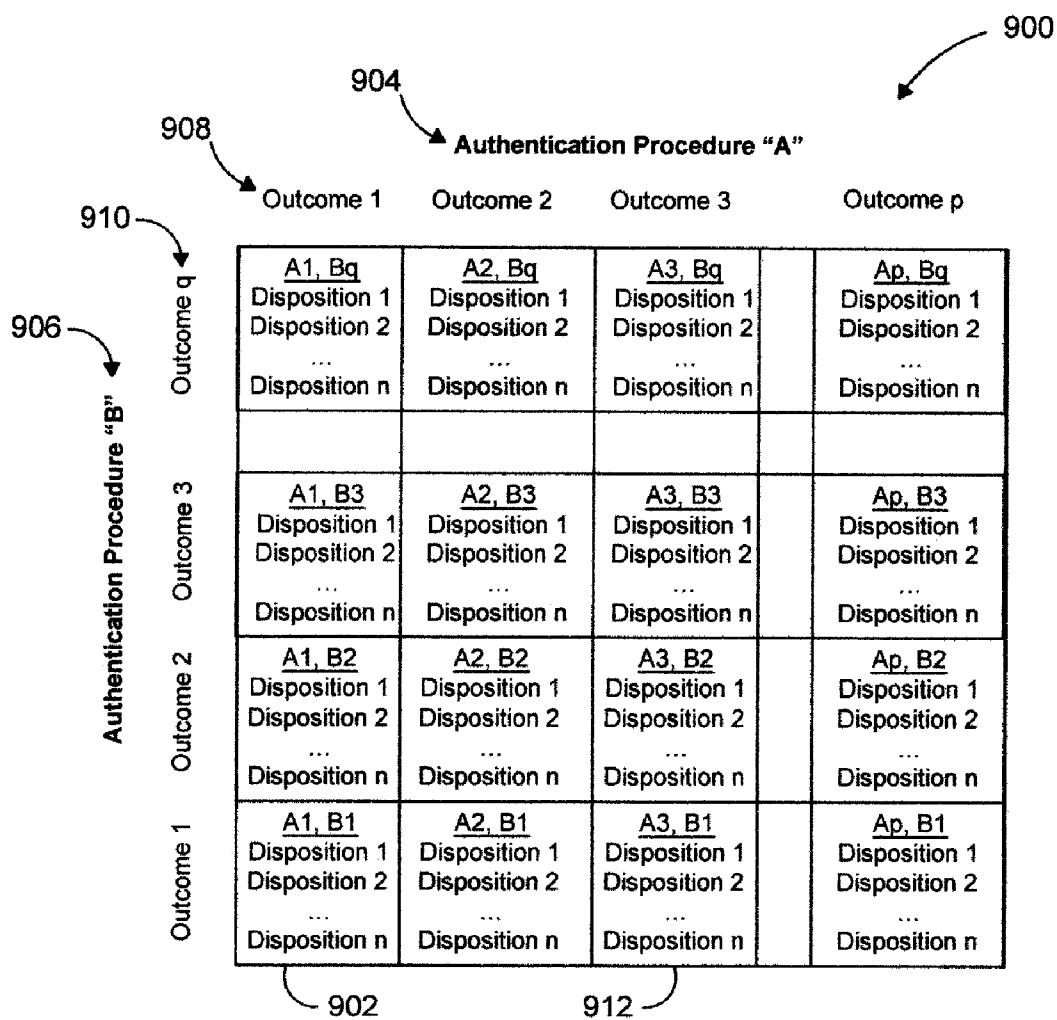 900
904
Authentication Procedure “A”
908
Outcome 1 Outcome 2 Outcome 3 Outcome p
910
906
Authentication Procedure “B”
Outcome q
A1, Bq A2, Bq A3, Bq Ap, Bq
Disposition 1 Disposition 1 Disposition 1 Disposition 1
Disposition 2 Disposition 2 Disposition 2 Disposition 2
... ... ... ...
Disposition n Disposition n Disposition n Disposition n
Outcome 3
A1, B3 A2, B3 A3, B3 Ap, B3
Disposition 1 Disposition 1 Disposition 1 Disposition 1
Disposition 2 Disposition 2 Disposition 2 Disposition 2
... ... ... ...
Disposition n Disposition n Disposition n Disposition n
Outcome 2
A1, B2 A2, B2 A3, B2 Ap, B2
Disposition 1 Disposition 1 Disposition 1 Disposition 1
Disposition 2 Disposition 2 Disposition 2 Disposition 2
... ... ... ...
Disposition n Disposition n Disposition n Disposition n
Outcome 1
A1, B1 A2, B1 A3, B1 Ap, B1
Disposition 1 Disposition 1 Disposition 1 Disposition 1
Disposition 2 Disposition 2 Disposition 2 Disposition 2
... ... ... ...
Disposition n Disposition n Disposition n Disposition n
902 912